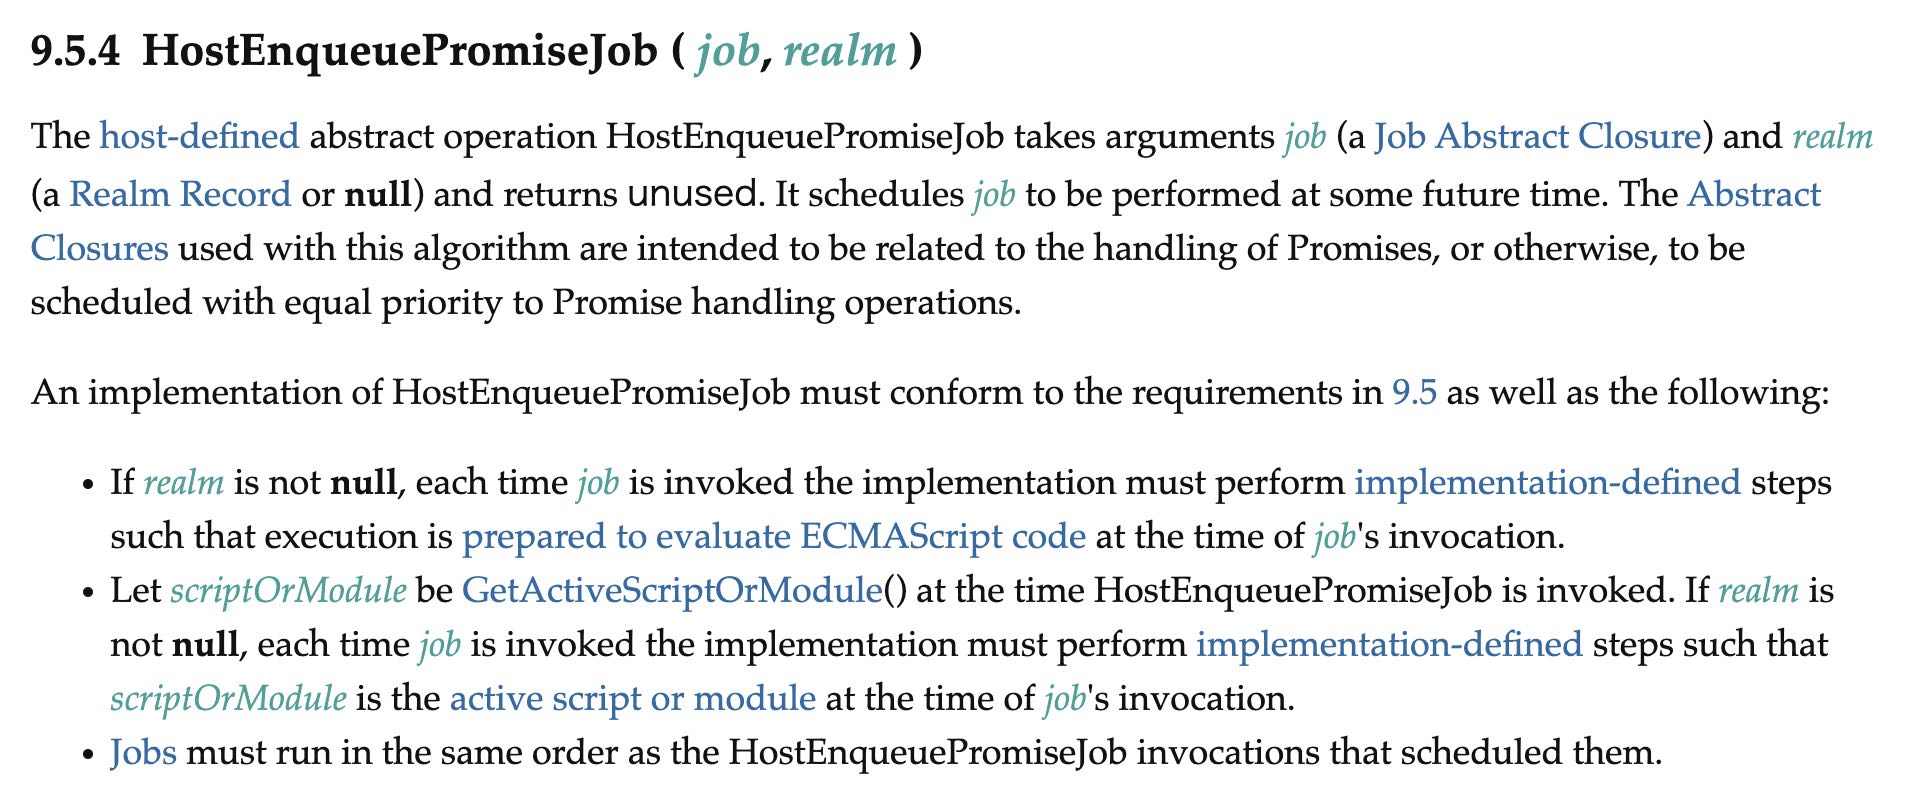 9.5.4 HostEnqueuePromiseJob ( job, realm )
The host-defined abstract operation HostEnqueuePromiseJob takes arguments job (a Job Abstract Closure) and realm
(a Realm Record or null) and returns unused. It schedules job to be performed at some future time. The Abstract
Closures used with this algorithm are intended to be related to the handling of Promises, or otherwise, to be
scheduled with equal priority to Promise handling operations.
An implementation of HostEnqueuePromiseJob must conform to the requirements in 9.5 as well as the following:
• If realm is not null, each time job is invoked the implementation must perform implementation-defined steps
such that execution is prepared to evaluate ECMAScript code at the time of job's invocation.
• Let scriptOrModule be GetActiveScriptOrModule() at the time HostEnqueuePromiseJob is invoked. If realm is
not null, each time job is invoked the implementation must perform implementation-defined steps such that
scriptOrModule is the active script or module at the time of job's invocation.
• Jobs must run in the same order as the HostEnqueuePromiseJob invocations that scheduled them.